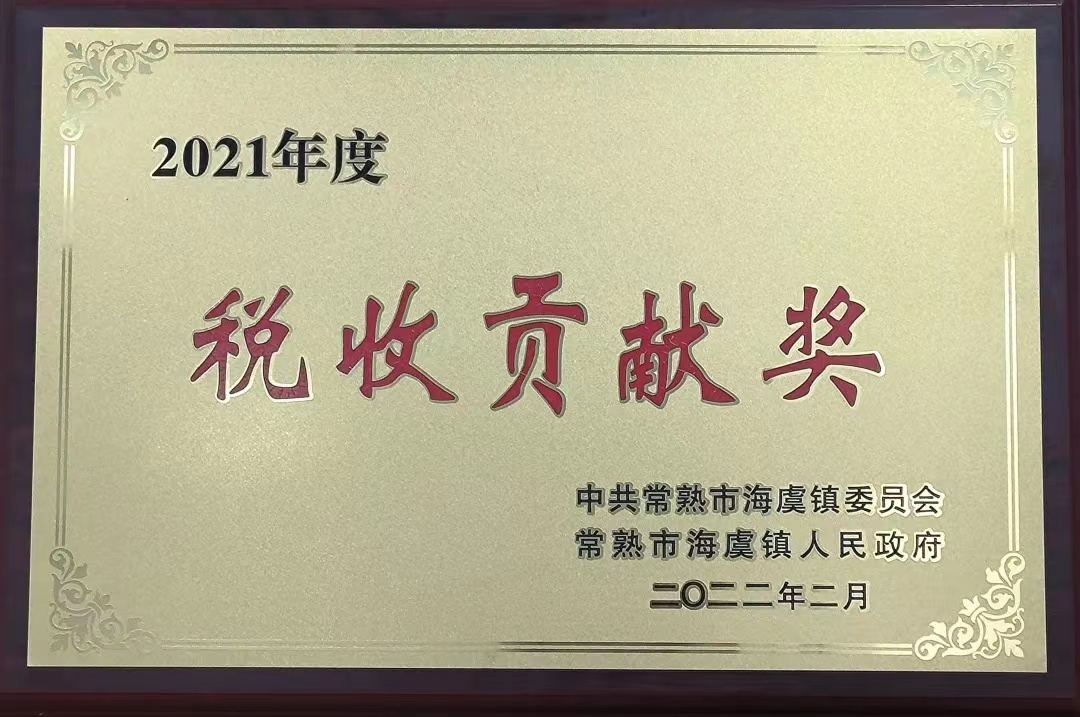 2021年度
税收贡献奖
中共常熟市海虞镇委员会
常熟市海虞镇人民政府
二〇二二年二月